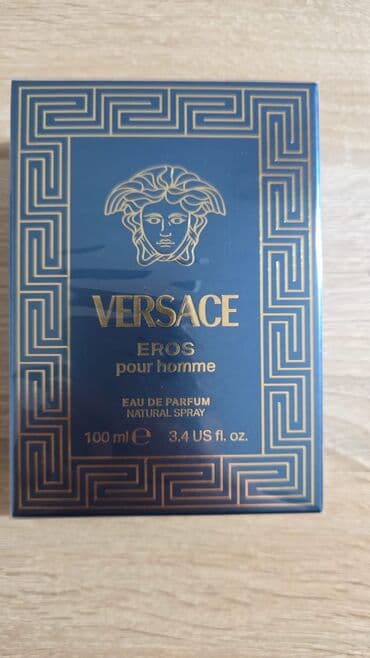 VERSACE
EROS
pour homme
EAU DE PARFUM
NATURAL SPRAY
100 ml ℮ 3.4 US fl. oz.